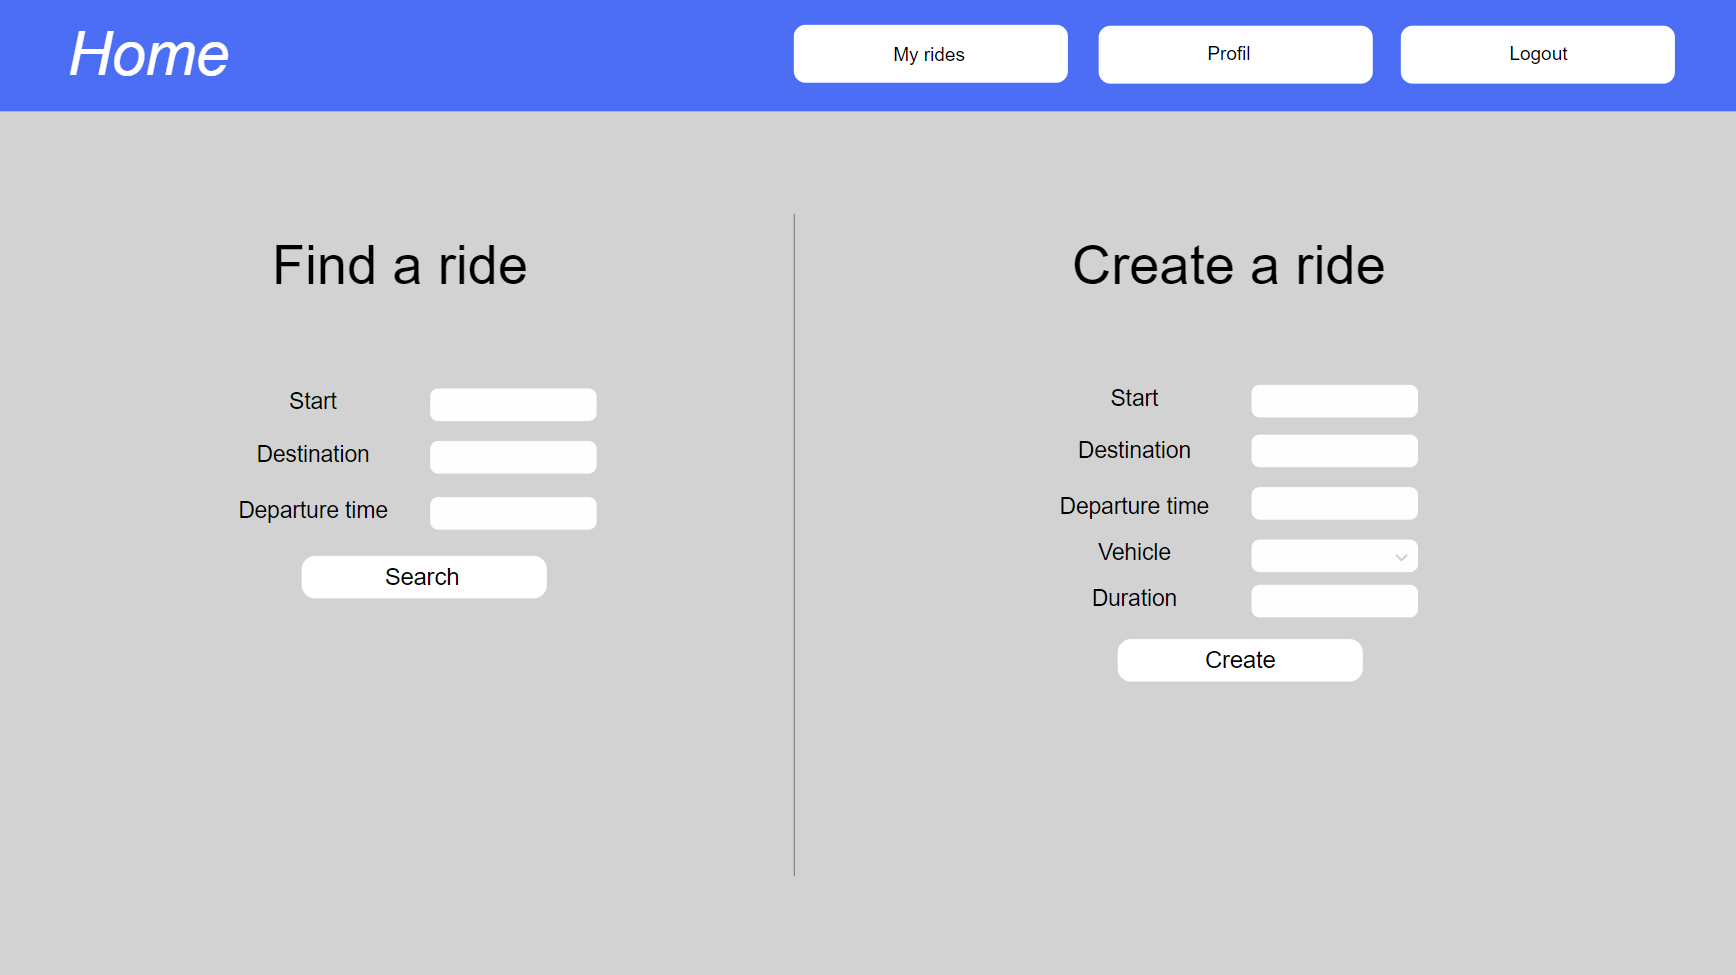 Home
My rides
Profil
Logout
Find a ride
Start
Destination
Departure time
Search
Create a ride
Start
Destination
Departure time
Vehicle
Duration
Create